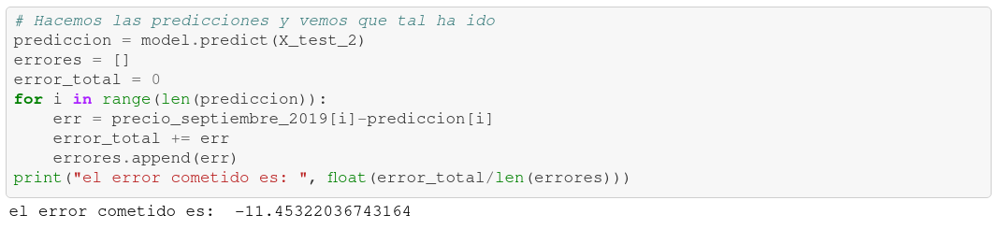 # Hacemos las predicciones y vemos que tal ha ido
prediccion = model.predict(X_test_2)
errores = []
error_total = 0
for i in range(len(prediccion)):
    err = precio_septiembre_2019[i]-prediccion[i]
    error_total += err
    errores.append(err)
print("el error cometido es: ", float(error_total/len(errores)))
el error cometido es:  -11.45322036743164